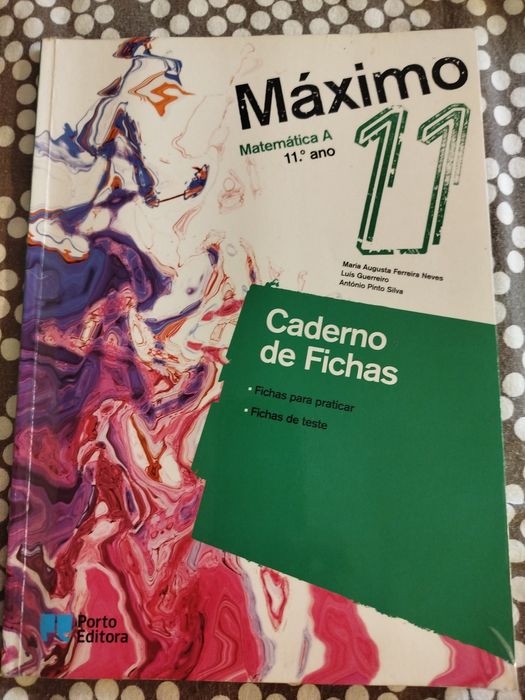 Máximo
11
Matemática A
11.º ano
Maria Augusta Ferreira Neves
Luís Guerreiro
António Pinto Silva
Caderno
de Fichas
• Fichas para praticar
• Fichas de teste
Porto
Editora